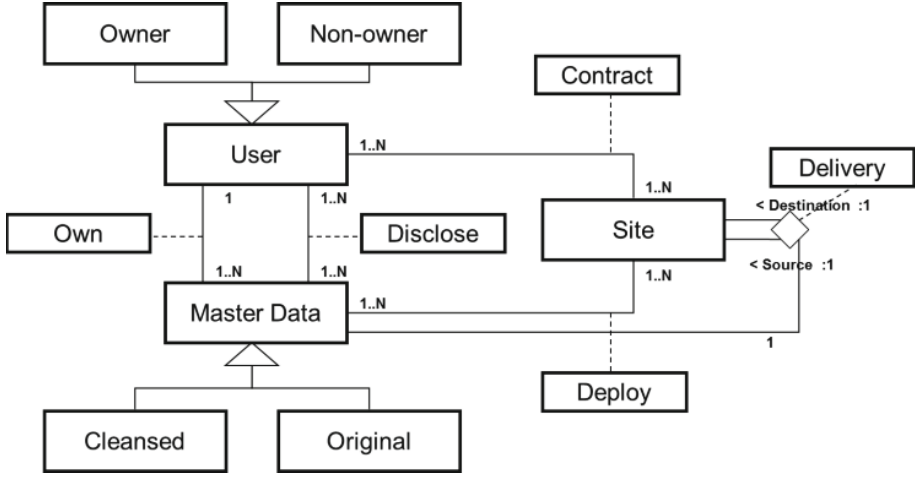 Owner
Non-owner
Contract
User
1..N
Delivery
1
1..N
1..N
< Destination :1
Own
Disclose
Site
1..N
1..N
< Source :1
1..N
Master Data
1..N
1
Deploy
Cleansed
Original